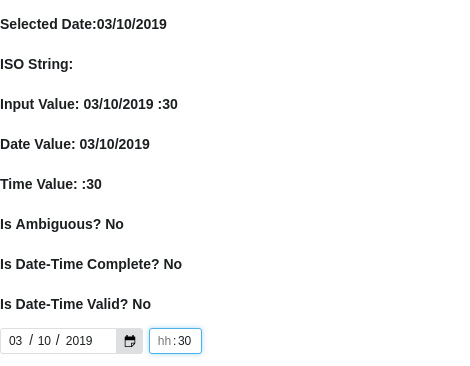 Selected Date:03/10/2019
ISO String:
Input Value: 03/10/2019 :30
Date Value: 03/10/2019
Time Value: :30
Is Ambiguous? No
Is Date-Time Complete? No
Is Date-Time Valid? No
03 / 10 / 2019 hh:30